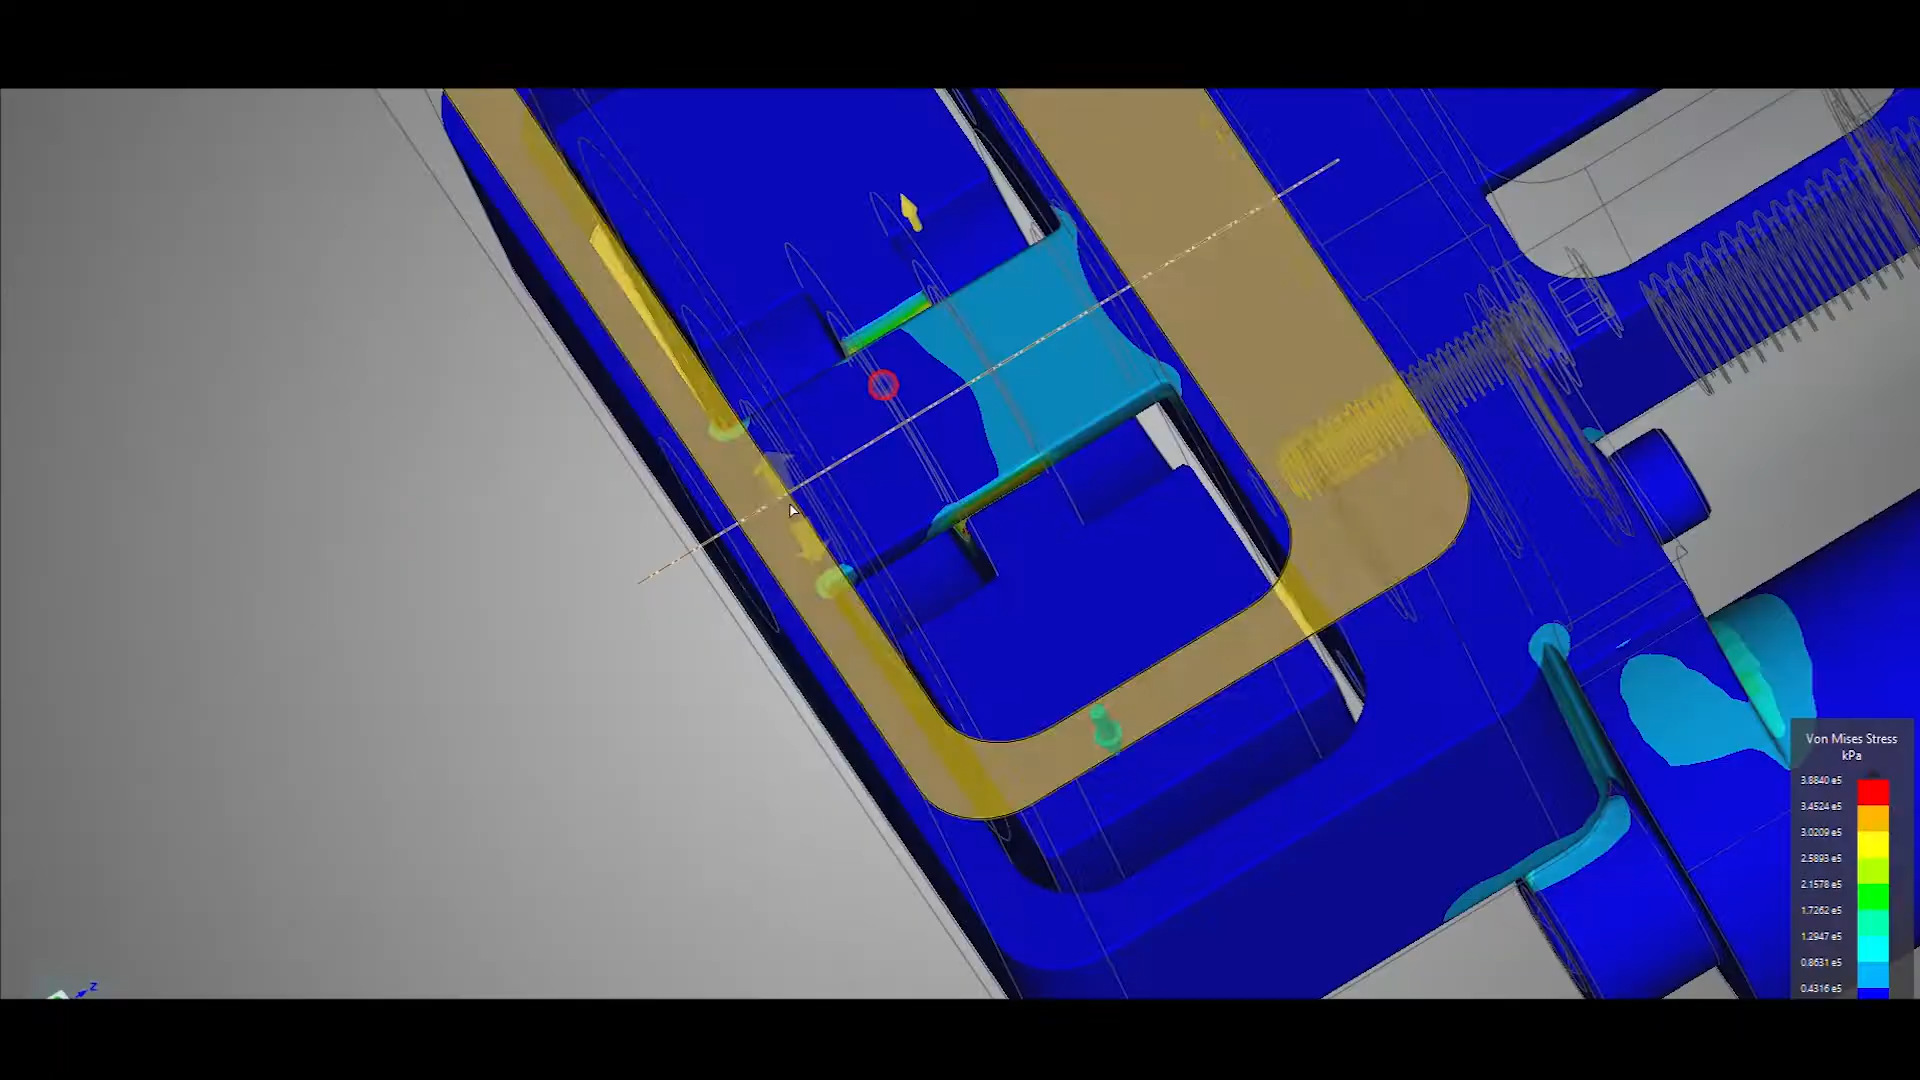 Von Mises Stress
kPa
3.8840 e5
3.4524 e5
3.0209 e5
2.5893 e5
2.1578 e5
1.7262 e5
1.2947 e5
0.8631 e5
0.4316 e5
Z